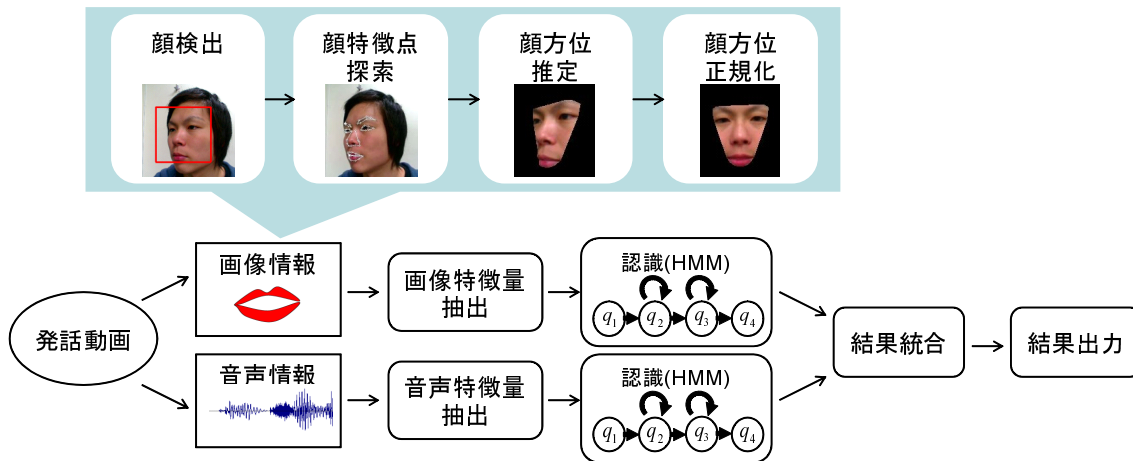 顔検出
顔特徴点
探索
顔方位
推定
顔方位
正規化
発話動画
画像情報
画像特徴量
抽出
認識(HMM)
q1 q2 q3 q4
音声情報
音声特徴量
抽出
認識(HMM)
q1 q2 q3 q4
結果統合
結果出力